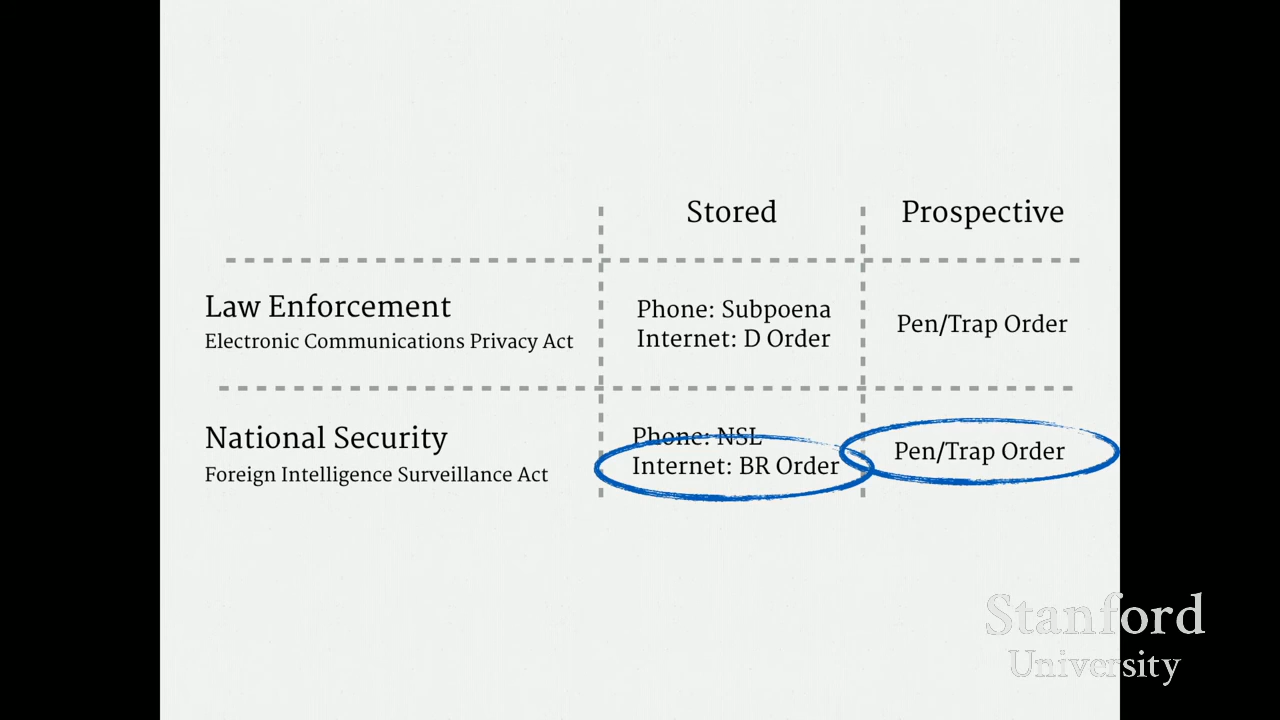 Stored
Prospective
Law Enforcement
Electronic Communications Privacy Act
Phone: Subpoena
Internet: D Order
Pen/Trap Order
National Security
Foreign Intelligence Surveillance Act
Phone: NSL
Internet: BR Order
Pen/Trap Order
Stanford
University